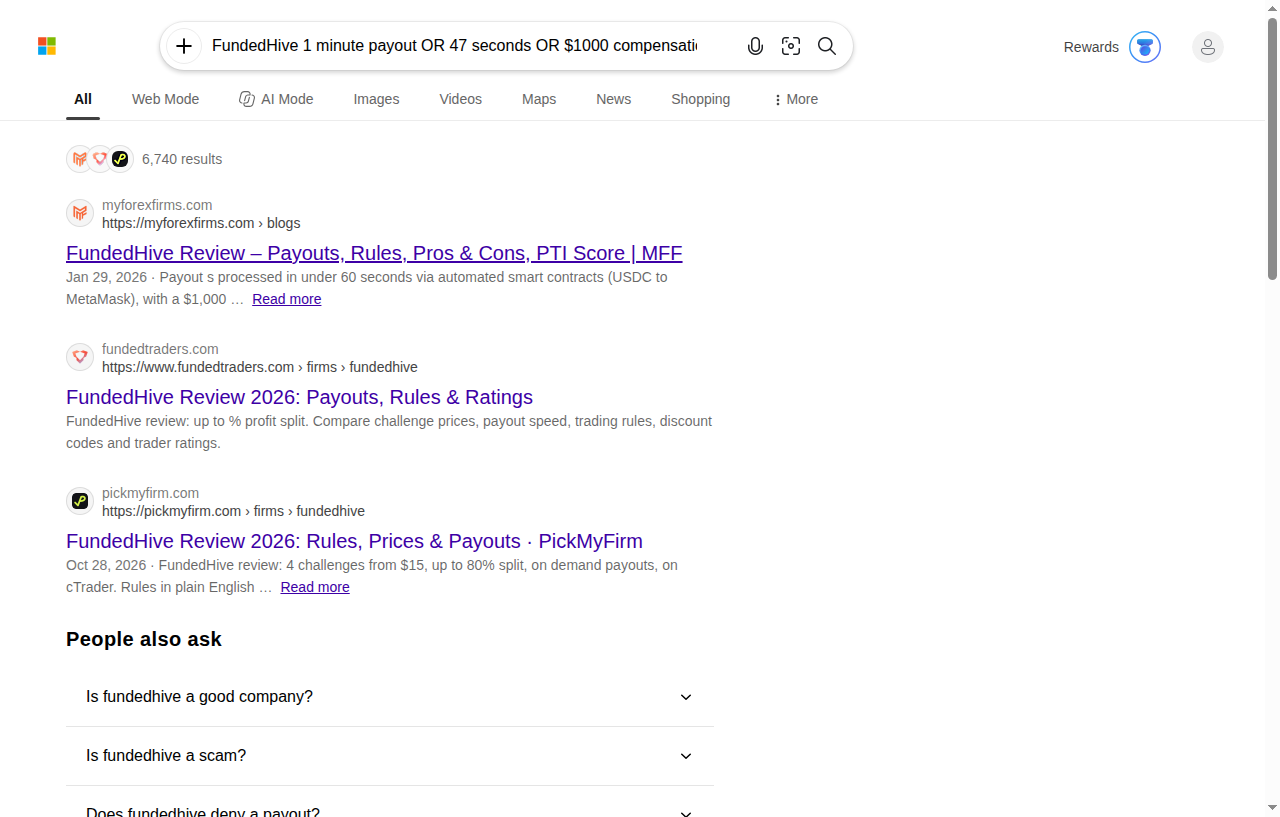 FundedHive 1 minute payout OR 47 seconds OR $1000 compensati
Rewards
All
Web Mode
AI Mode
Images
Videos
Maps
News
Shopping
More
6,740 results
myforexfirms.com
https://myforexfirms.com › blogs
FundedHive Review – Payouts, Rules, Pros & Cons, PTI Score | MFF
Jan 29, 2026 · Payout s processed in under 60 seconds via automated smart contracts (USDC to
MetaMask), with a $1,000 … Read more
fundedtraders.com
https://www.fundedtraders.com › firms › fundedhive
FundedHive Review 2026: Payouts, Rules & Ratings
FundedHive review: up to % profit split. Compare challenge prices, payout speed, trading rules, discount
codes and trader ratings.
pickmyfirm.com
https://pickmyfirm.com › firms › fundedhive
FundedHive Review 2026: Rules, Prices & Payouts · PickMyFirm
Oct 28, 2026 · FundedHive review: 4 challenges from $15, up to 80% split, on demand payouts, on
cTrader. Rules in plain English … Read more
People also ask
Is fundedhive a good company?
Is fundedhive a scam?
Does fundedhive deny a payout?